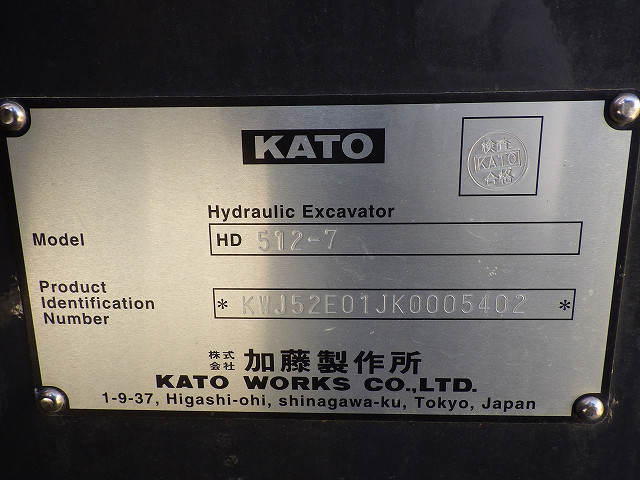 KATO
検査
KATO
合格
Hydraulic Excavator
Model HD 512-7
Product
Identification
Number
* KWJ52E01JK0005402 *
株式会社 加藤製作所
KATO WORKS CO.,LTD.
1-9-37, Higashi-ohi, shinagawa-ku, Tokyo, Japan